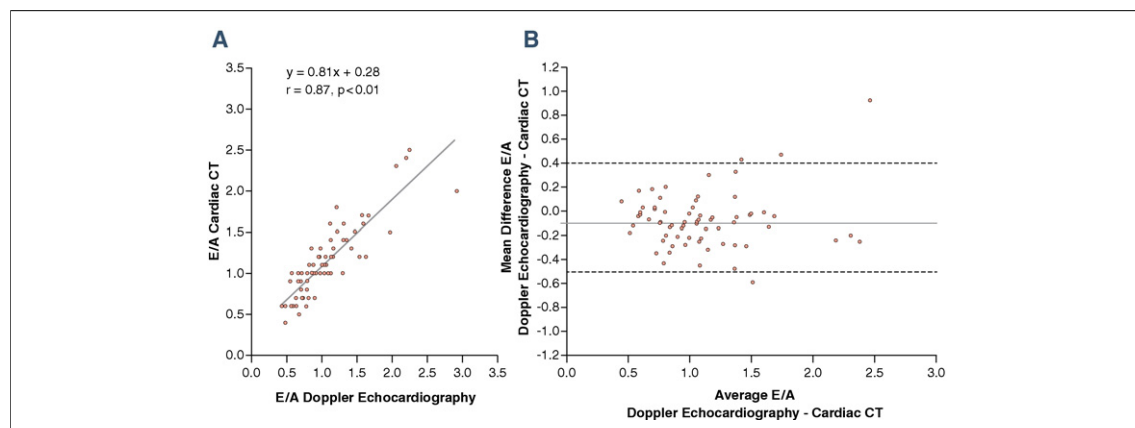 A
y = 0.81x + 0.28
r = 0.87, p<0.01
E/A Cardiac CT
3.5
3.0
2.5
2.0
1.5
1.0
0.5
0.0
0.0 0.5 1.0 1.5 2.0 2.5 3.0 3.5
E/A Doppler Echocardiography
B
Mean Difference E/A
Doppler Echocardiography - Cardiac CT
1.2
1.0
0.8
0.6
0.4
0.2
0.0
-0.2
-0.4
-0.6
-0.8
-1.0
-1.2
0.0 0.5 1.0 1.5 2.0 2.5 3.0
Average E/A
Doppler Echocardiography - Cardiac CT